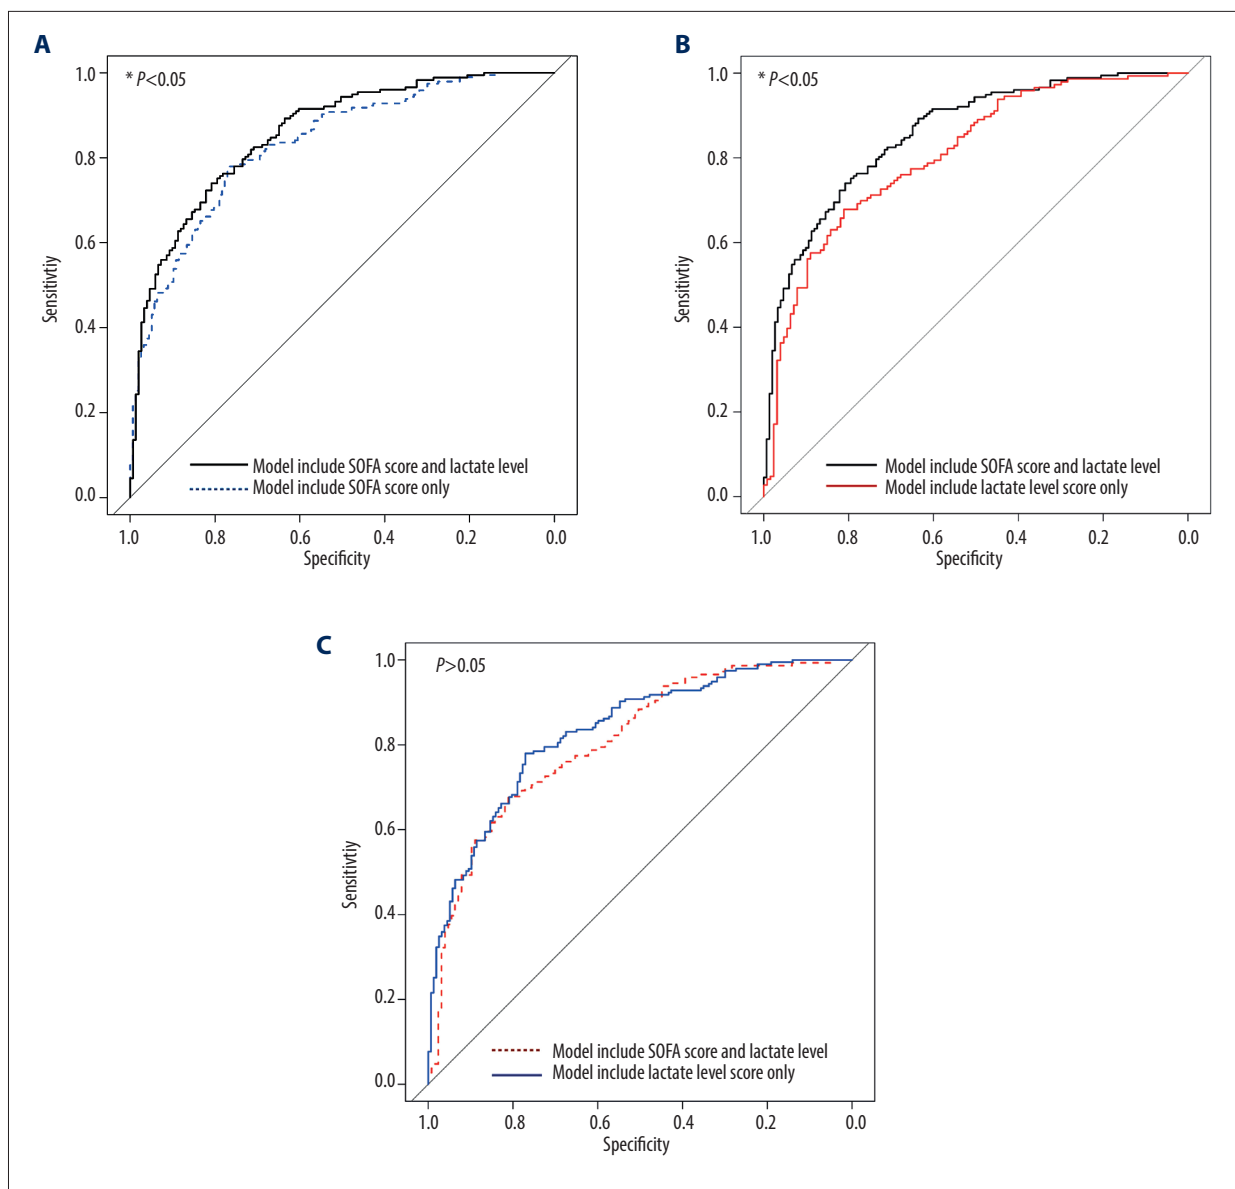 A
* P<0.05
1.0
0.8
0.6
0.4
0.2
0.0
Sensitivtiy
Model include SOFA score and lactate level
Model include SOFA score only
1.0 0.8 0.6 0.4 0.2 0.0
Specificity
B
* P<0.05
1.0
0.8
0.6
0.4
0.2
0.0
Sensitivtiy
Model include SOFA score and lactate level
Model include lactate level score only
1.0 0.8 0.6 0.4 0.2 0.0
Specificity
C
P>0.05
1.0
0.8
0.6
0.4
0.2
0.0
Sensitivtiy
Model include SOFA score and lactate level
Model include lactate level score only
1.0 0.8 0.6 0.4 0.2 0.0
Specificity